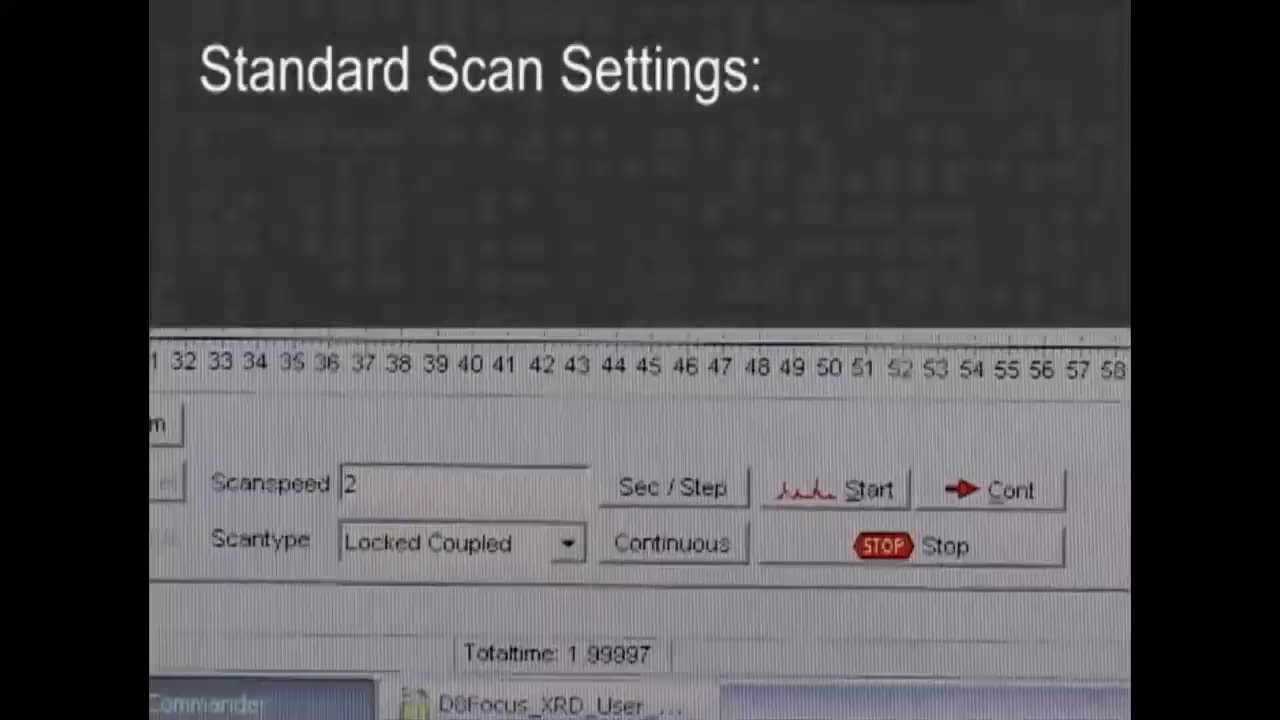 Standard Scan Settings:
1 32 33 34 35 36 37 38 39 40 41 42 43 44 45 46 47 48 49 50 51 52 53 54 55 56 57 58
m
Scanspeed 2 Sec / Step Start Cont
Scantype Locked Coupled Continuous STOP Stop
Totaltime: 1.99997
Commander D8Focus_XRD_User_...